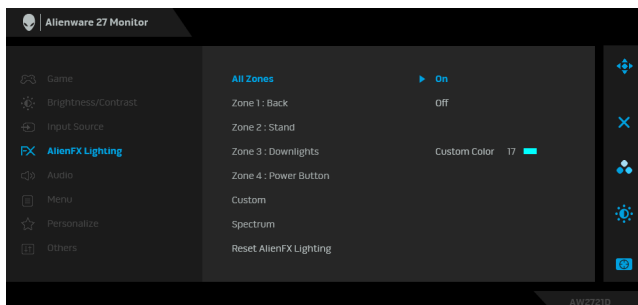 Alienware 27 Monitor
Game
Brightness/Contrast
Input Source
AlienFX Lighting
Audio
Menu
Personalize
Others
All Zones
On
Zone 1 : Back
Off
Zone 2 : Stand
Zone 3 : Downlights
Custom Color 17
Zone 4 : Power Button
Custom
Spectrum
Reset AlienFX Lighting
AW2721D